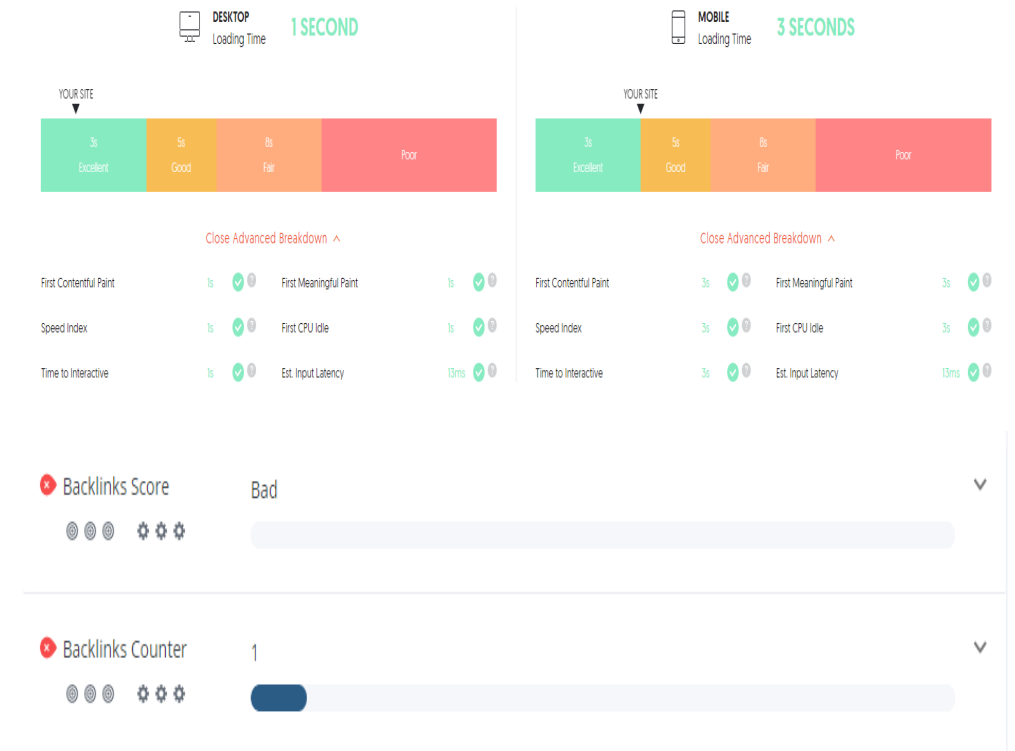 DESKTOP
Loading Time
1 SECOND
YOUR SITE
3s
Excellent
5s
Good
8s
Fair
Poor
Close Advanced Breakdown
First Contentful Paint 1s ? First Meaningful Paint 1s ?
Speed Index 1s ? First CPU Idle 1s ?
Time to Interactive 1s ? Est. Input Latency 13ms ?
MOBILE
Loading Time
3 SECONDS
YOUR SITE
3s
Excellent
5s
Good
8s
Fair
Poor
Close Advanced Breakdown
First Contentful Paint 3s ? First Meaningful Paint 3s ?
Speed Index 3s ? First CPU Idle 3s ?
Time to Interactive 3s ? Est. Input Latency 13ms ?
Backlinks Score Bad
Backlinks Counter 1